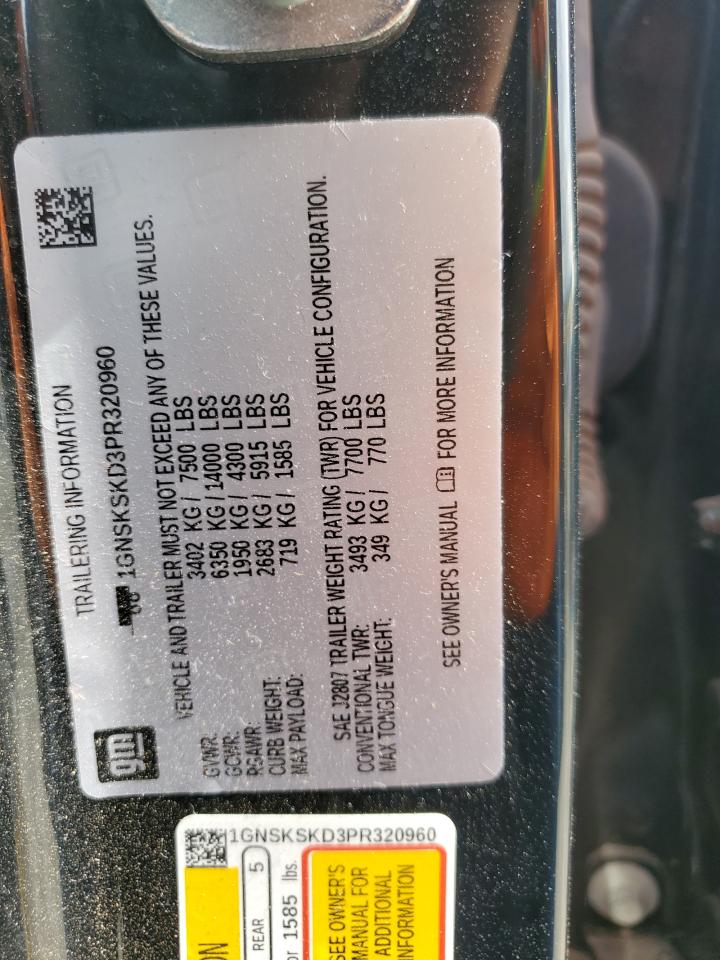 gm
TRAILERING INFORMATION
1GNSKSKD3PR320960
VEHICLE AND TRAILER MUST NOT EXCEED ANY OF THESE VALUES.
GVWR: 3402 KG/ 7500 LBS
GCWR: 6350 KG/14000 LBS
RGAWR: 1950 KG/ 4300 LBS
CURB WEIGHT: 2683 KG/ 5915 LBS
MAX PAYLOAD: 719 KG/ 1585 LBS
SAE J2807 TRAILER WEIGHT RATING (TWR) FOR VEHICLE CONFIGURATION.
CONVENTIONAL TWR: 3493 KG/ 7700 LBS
MAX TONGUE WEIGHT: 349 KG/ 770 LBS
SEE OWNER'S MANUAL FOR MORE INFORMATION
1GNSKSKD3PR320960
ON
REAR 5
or 1585 lbs.
SEE OWNER'S
MANUAL FOR
ADDITIONAL
INFORMATION